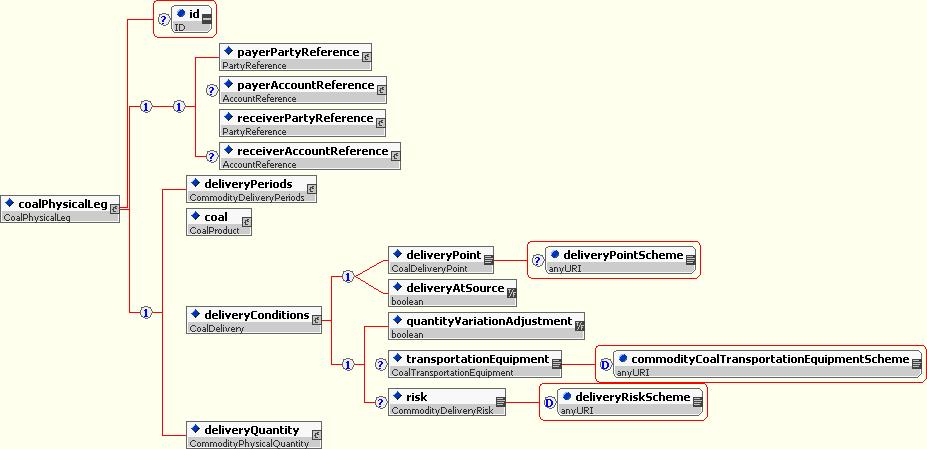 ?
id
ID
payerPartyReference
PartyReference
?
payerAccountReference
AccountReference
1
1
receiverPartyReference
PartyReference
?
receiverAccountReference
AccountReference
deliveryPeriods
CommodityDeliveryPeriods
coalPhysicalLeg
CoalPhysicalLeg
coal
CoalProduct
deliveryPoint
CoalDeliveryPoint
?
deliveryPointScheme
anyURI
1
deliveryAtSource
boolean
1
deliveryConditions
CoalDelivery
quantityVariationAdjustment
boolean
1
?
transportationEquipment
CoalTransportationEquipment
D
commodityCoalTransportationEquipmentScheme
anyURI
?
risk
CommodityDeliveryRisk
D
deliveryRiskScheme
anyURI
deliveryQuantity
CommodityPhysicalQuantity